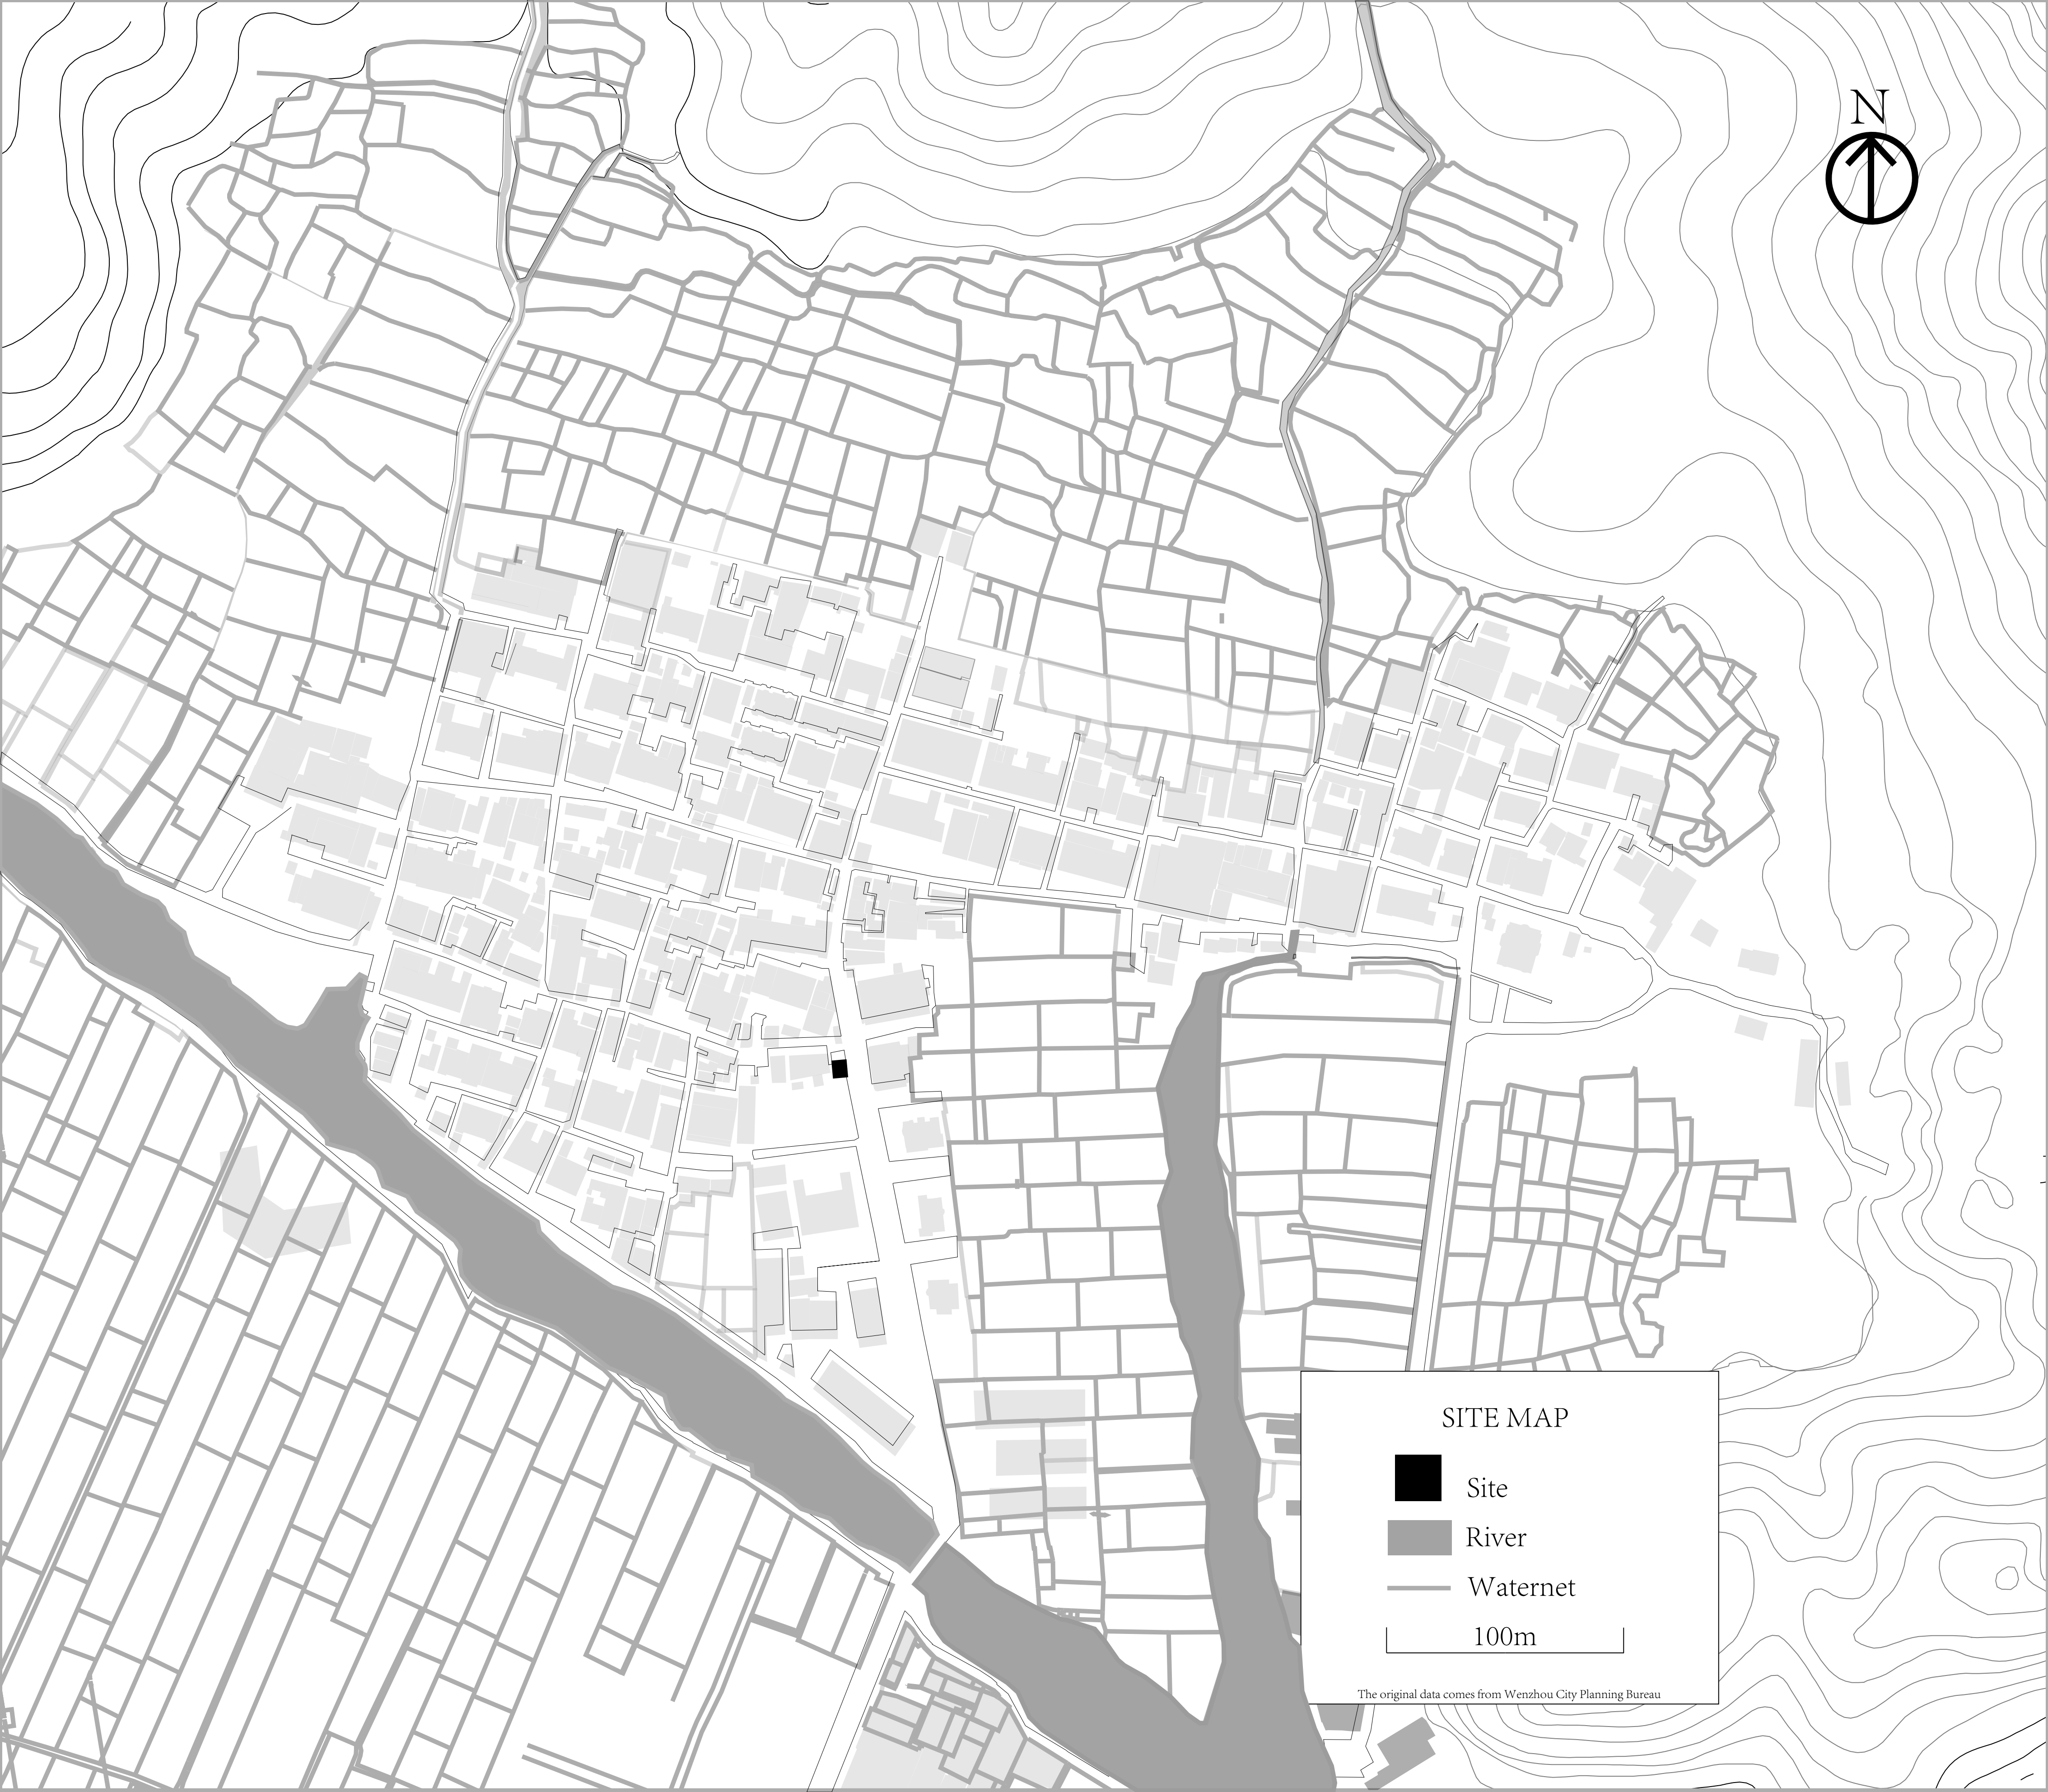 N
SITE MAP
Site
River
Waternet
100m
The original data comes from Wenzhou City Planning Bureau